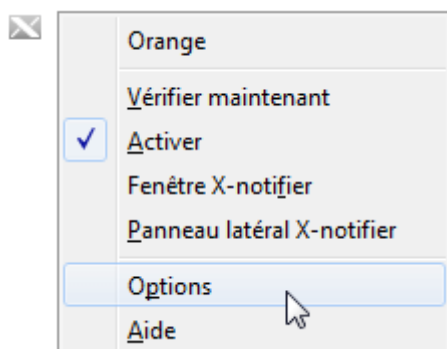 Orange
Vérifier maintenant
Activer
Fenêtre X-notifier
Panneau latéral X-notifier
Options
Aide